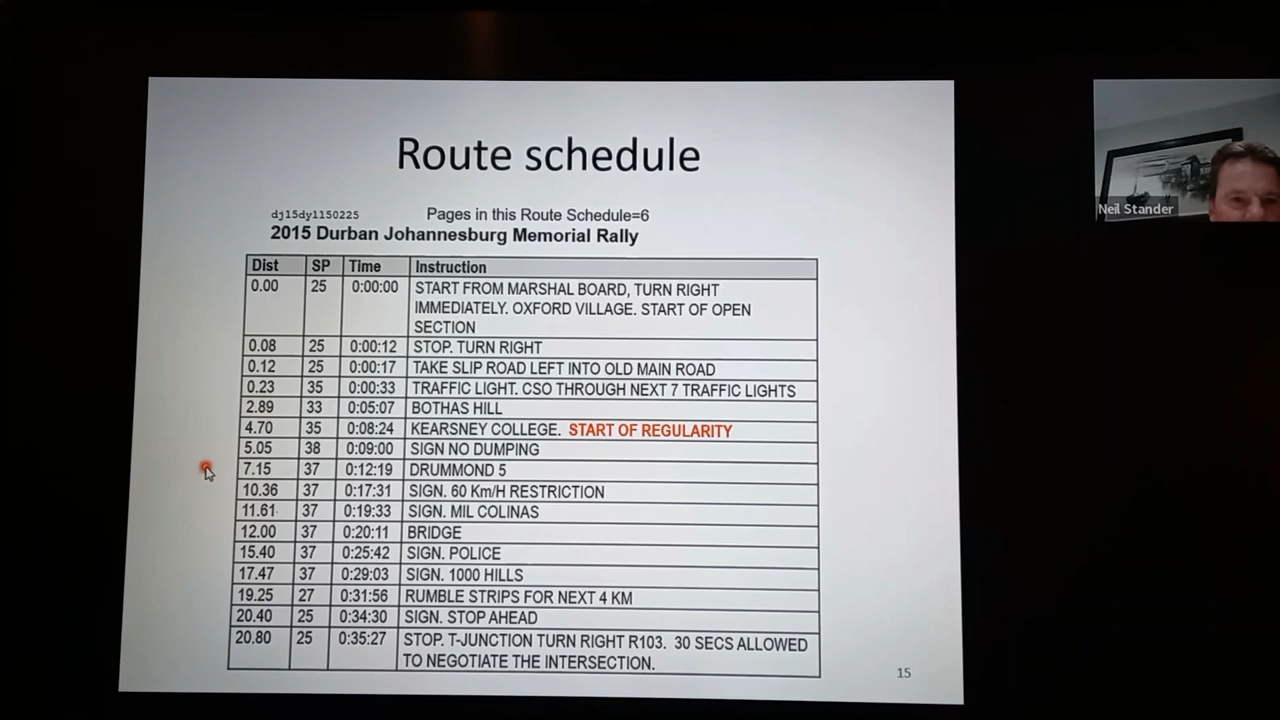 Route schedule
dj15dy1150225 Pages in this Route Schedule=6
2015 Durban Johannesburg Memorial Rally
Dist SP Time Instruction
0.00 25 0:00:00 START FROM MARSHAL BOARD, TURN RIGHT
IMMEDIATELY. OXFORD VILLAGE. START OF OPEN
SECTION
0.08 25 0:00:12 STOP. TURN RIGHT
0.12 25 0:00:17 TAKE SLIP ROAD LEFT INTO OLD MAIN ROAD
0.23 35 0:00:33 TRAFFIC LIGHT. CSO THROUGH NEXT 7 TRAFFIC LIGHTS
2.89 33 0:05:07 BOTHAS HILL
4.70 35 0:08:24 KEARSNEY COLLEGE. START OF REGULARITY
5.05 38 0:09:00 SIGN NO DUMPING
7.15 37 0:12:19 DRUMMOND 5
10.36 37 0:17:31 SIGN. 60 Km/H RESTRICTION
11.61 37 0:19:33 SIGN. MIL COLINAS
12.00 37 0:20:11 BRIDGE
15.40 37 0:25:42 SIGN. POLICE
17.47 37 0:29:03 SIGN. 1000 HILLS
19.25 27 0:31:56 RUMBLE STRIPS FOR NEXT 4 KM
20.40 25 0:34:30 SIGN. STOP AHEAD
20.80 25 0:35:27 STOP. T-JUNCTION TURN RIGHT R103. 30 SECS ALLOWED
TO NEGOTIATE THE INTERSECTION.
15
Neil Stander